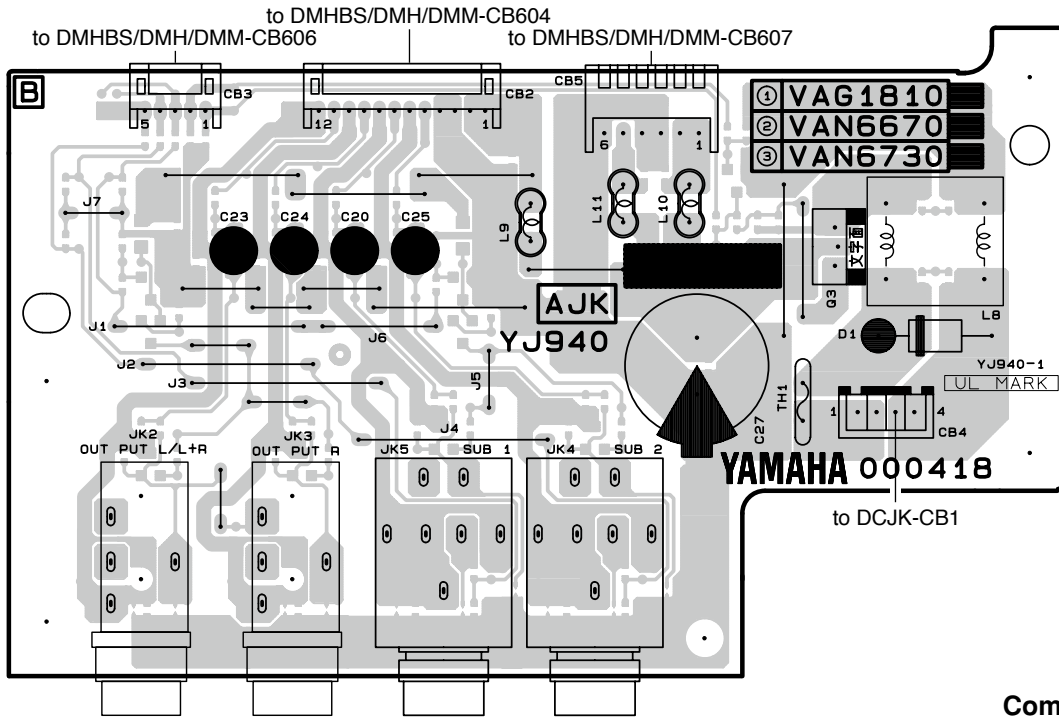 to DMHBS/DMH/DMM-CB604
to DMHBS/DMH/DMM-CB606
to DMHBS/DMH/DMM-CB607
B
CB3
CB2
CB5
5 1
12 1
6 1
① VAG1810
② VAN6670
③ VAN6730
J7
C23
C24
C20
C25
L9
L11
L10
文字面
Q3
L8
AJK
YJ940
J1
J6
D1
J2
J5
J3
YJ940-1
UL MARK
TH1
1 4
CB4
C27
J4
JK2
OUT PUT L/L+R
JK3
OUT PUT R
JK5 SUB 1
JK4 SUB 2
YAMAHA 000418
to DCJK-CB1
Com